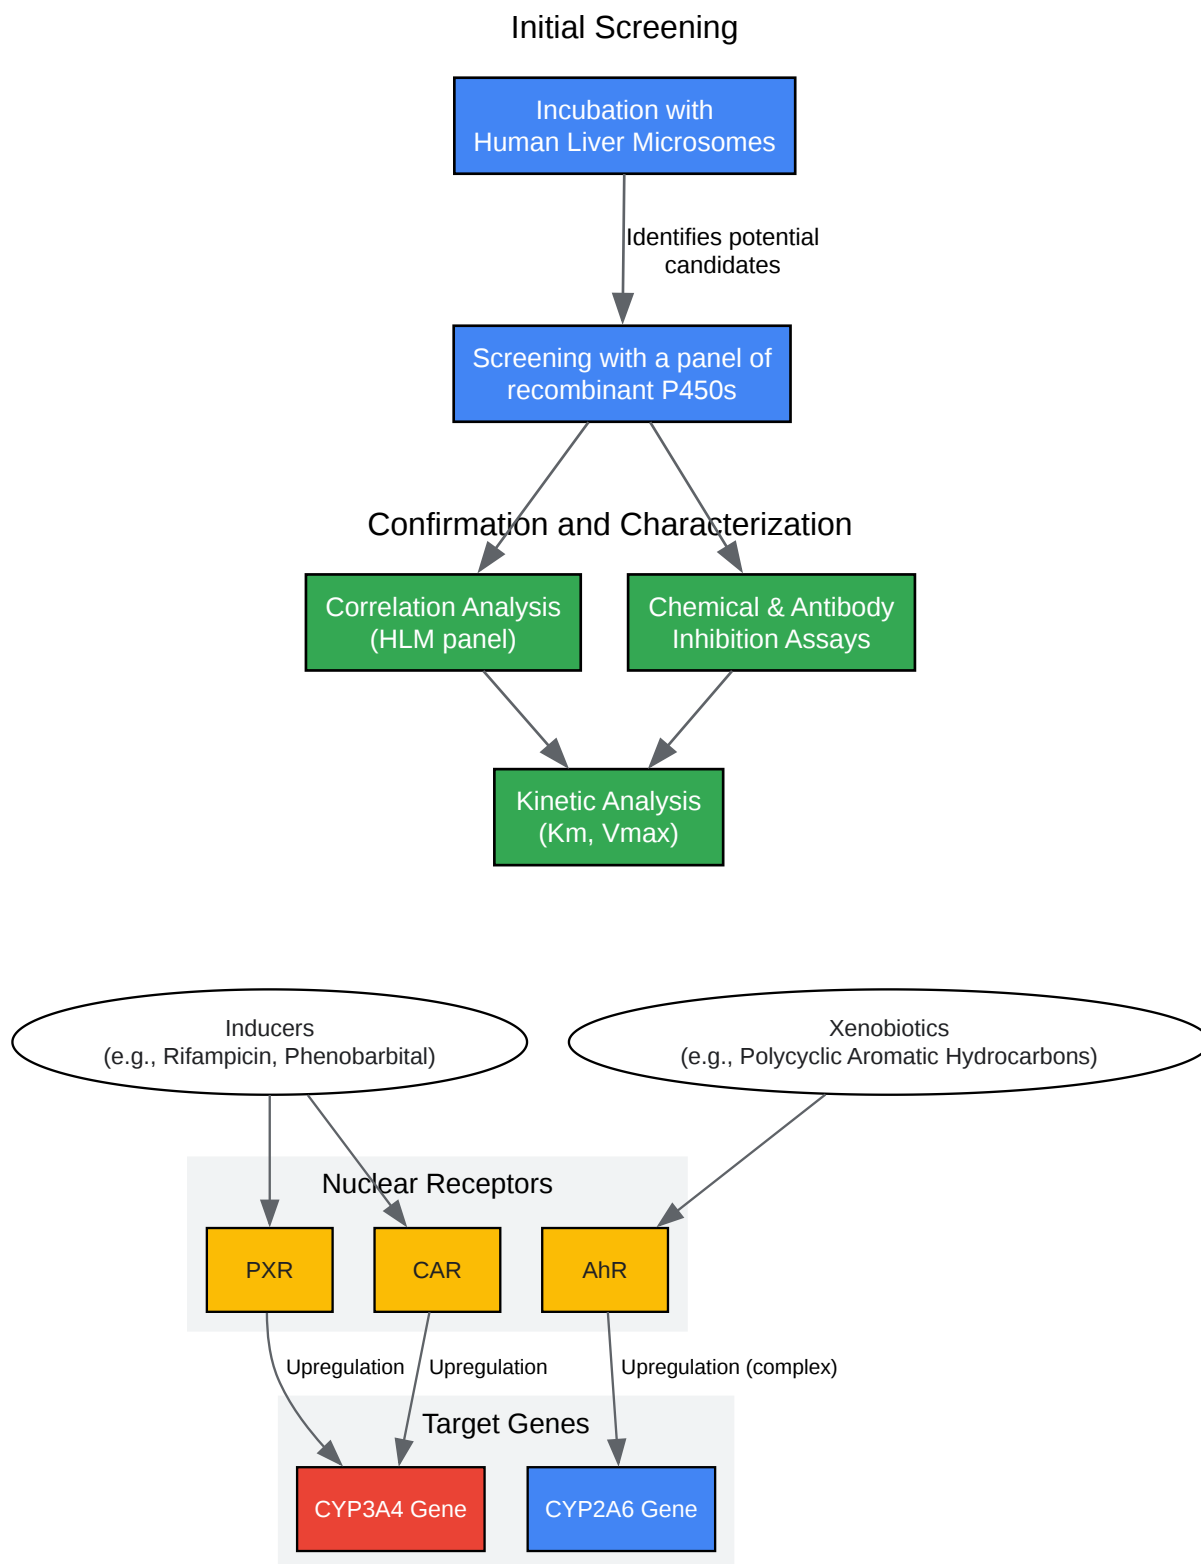 Initial Screening
Incubation with
Human Liver Microsomes
Identifies potential
candidates
Screening with a panel of
recombinant P450s
Confirmation and Characterization
Correlation Analysis
(HLM panel)
Chemical & Antibody
Inhibition Assays
Kinetic Analysis
(Km, Vmax)
Inducers
(e.g., Rifampicin, Phenobarbital)
Xenobiotics
(e.g., Polycyclic Aromatic Hydrocarbons)
Nuclear Receptors
PXR
CAR
AhR
Upregulation
Upregulation
Upregulation (complex)
Target Genes
CYP3A4 Gene
CYP2A6 Gene